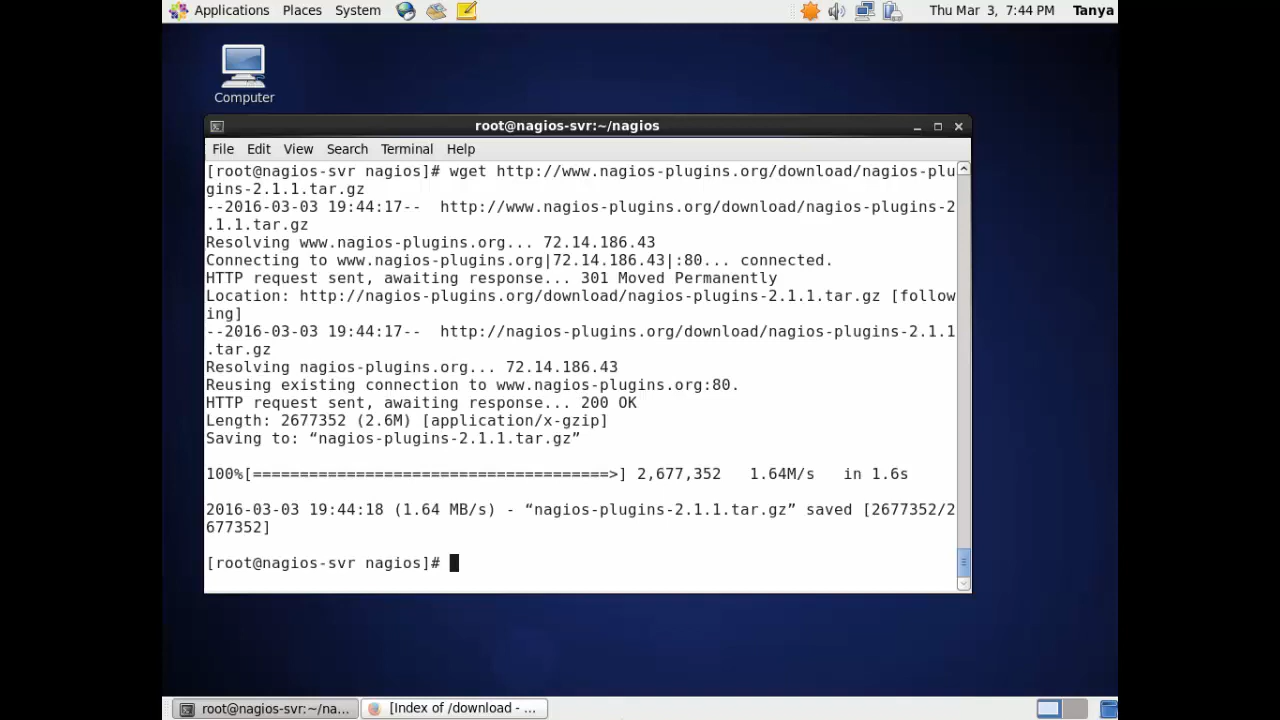 Applications Places System Thu Mar 3, 7:44 PM Tanya
Computer
root@nagios-svr:~/nagios
File Edit View Search Terminal Help
[root@nagios-svr nagios]# wget http://www.nagios-plugins.org/download/nagios-plu
gins-2.1.1.tar.gz
--2016-03-03 19:44:17--  http://www.nagios-plugins.org/download/nagios-plugins-2
.1.1.tar.gz
Resolving www.nagios-plugins.org... 72.14.186.43
Connecting to www.nagios-plugins.org|72.14.186.43|:80... connected.
HTTP request sent, awaiting response... 301 Moved Permanently
Location: http://nagios-plugins.org/download/nagios-plugins-2.1.1.tar.gz [follow
ing]
--2016-03-03 19:44:17--  http://nagios-plugins.org/download/nagios-plugins-2.1.1
.tar.gz
Resolving nagios-plugins.org... 72.14.186.43
Reusing existing connection to www.nagios-plugins.org:80.
HTTP request sent, awaiting response... 200 OK
Length: 2677352 (2.6M) [application/x-gzip]
Saving to: “nagios-plugins-2.1.1.tar.gz”
100%[======================================>] 2,677,352   1.64M/s   in 1.6s
2016-03-03 19:44:18 (1.64 MB/s) - “nagios-plugins-2.1.1.tar.gz” saved [2677352/2
677352]
[root@nagios-svr nagios]#
root@nagios-svr:~/na... [Index of /download - ...